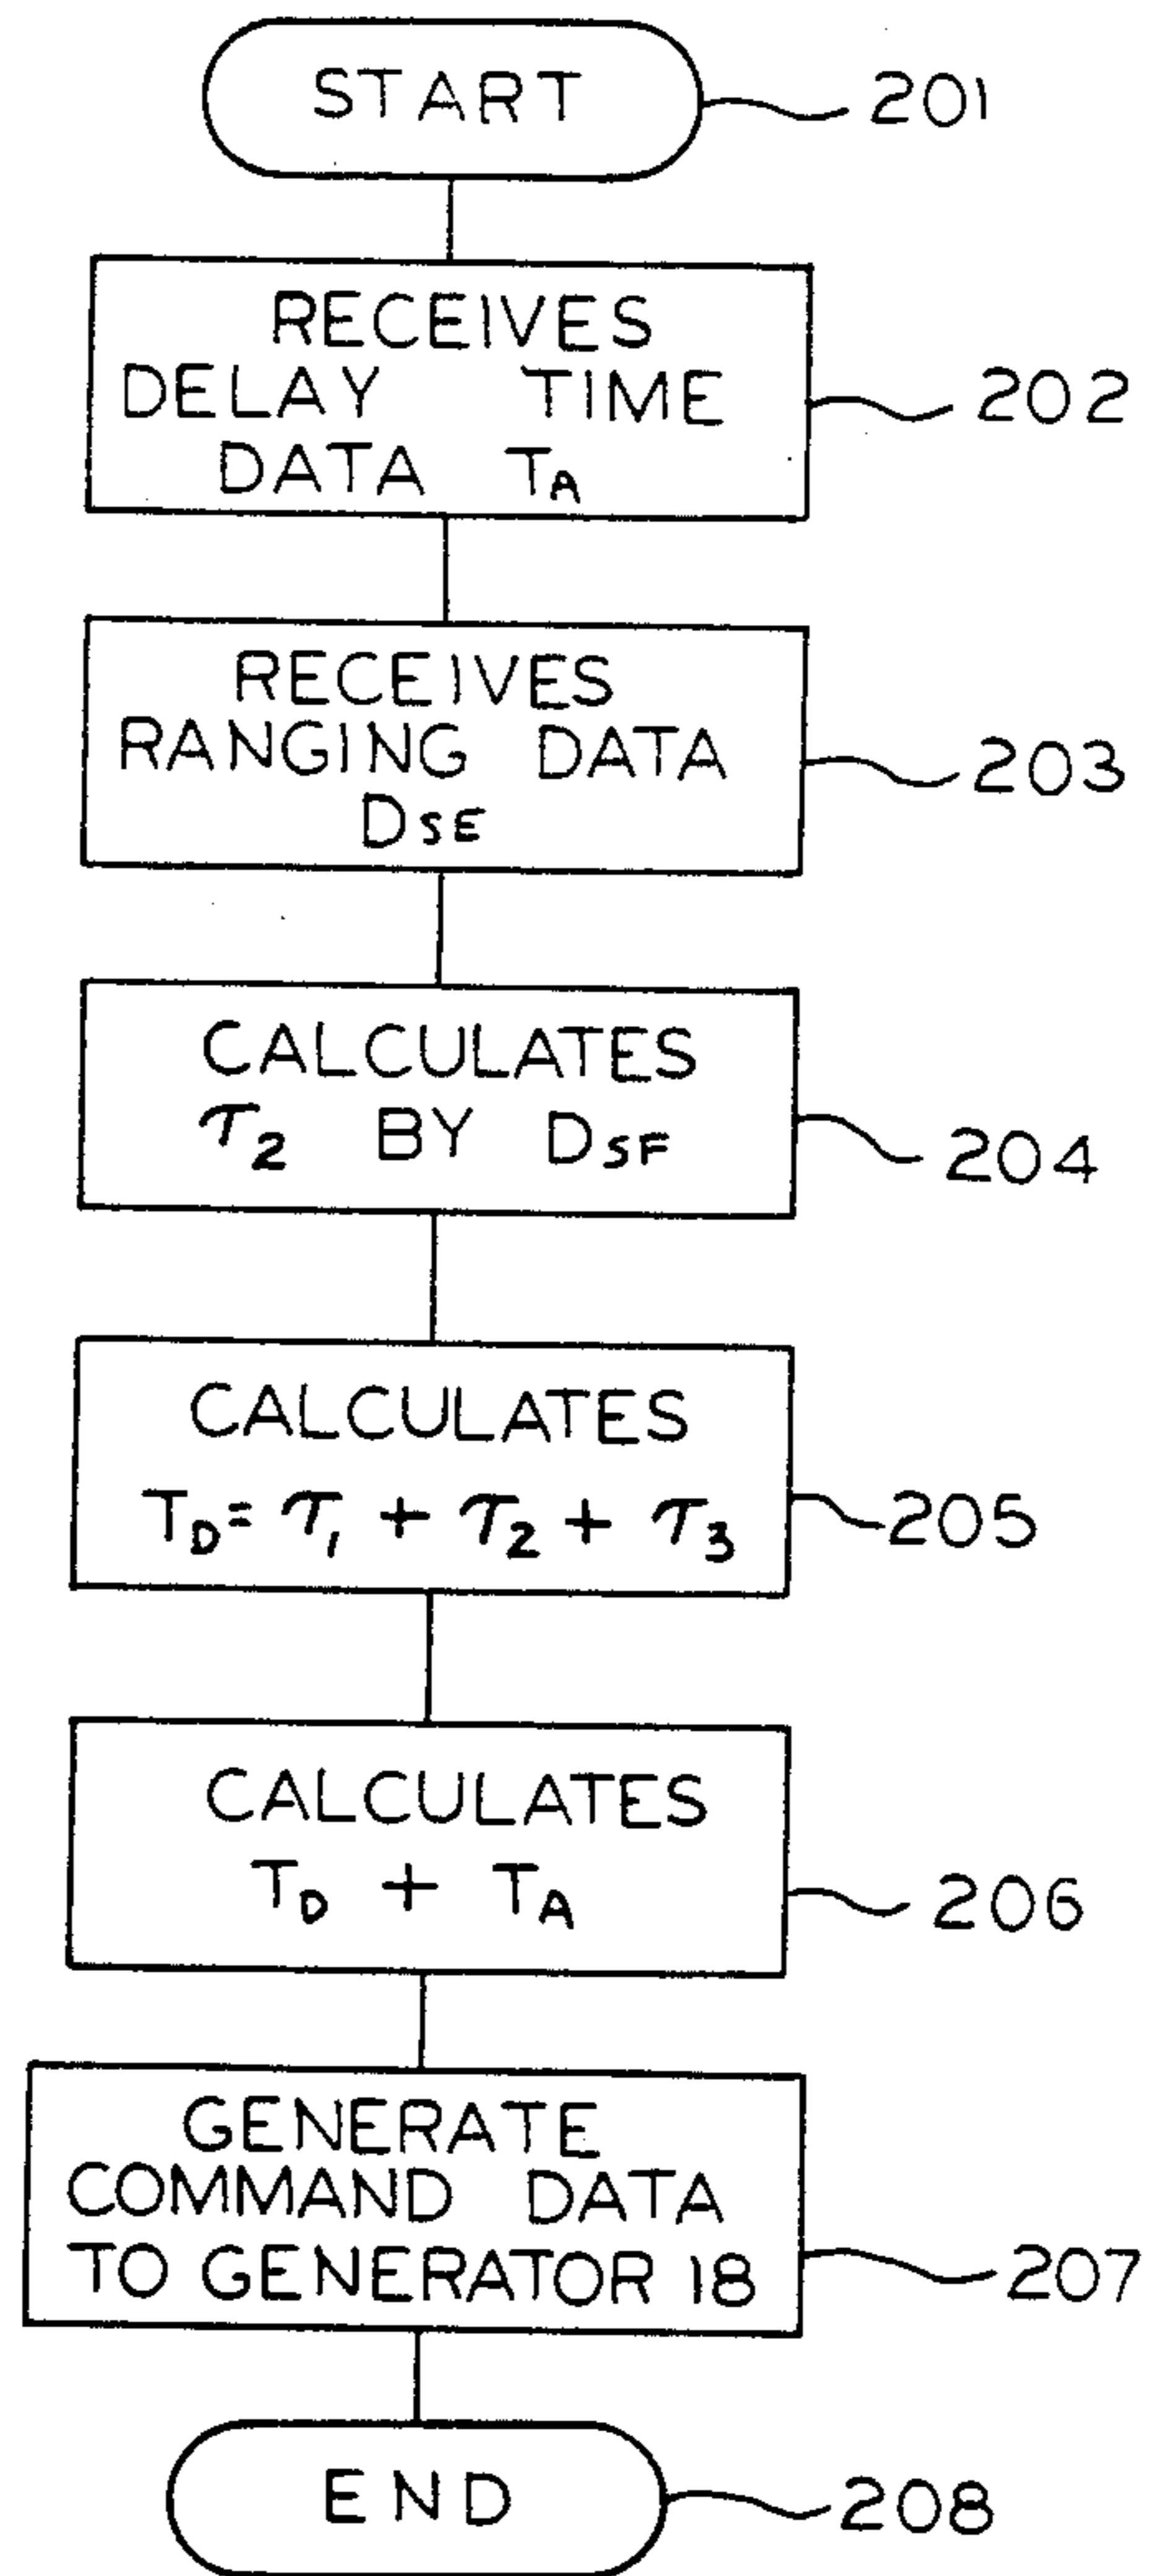 START
201
RECEIVES
DELAY TIME
DATA TA
202
RECEIVES
RANGING DATA
DSE
203
CALCULATES
τ2 BY DSF
204
CALCULATES
TD = τ1 + τ2 + τ3
205
CALCULATES
TD + TA
206
GENERATE
COMMAND DATA
TO GENERATOR 18
207
END
208